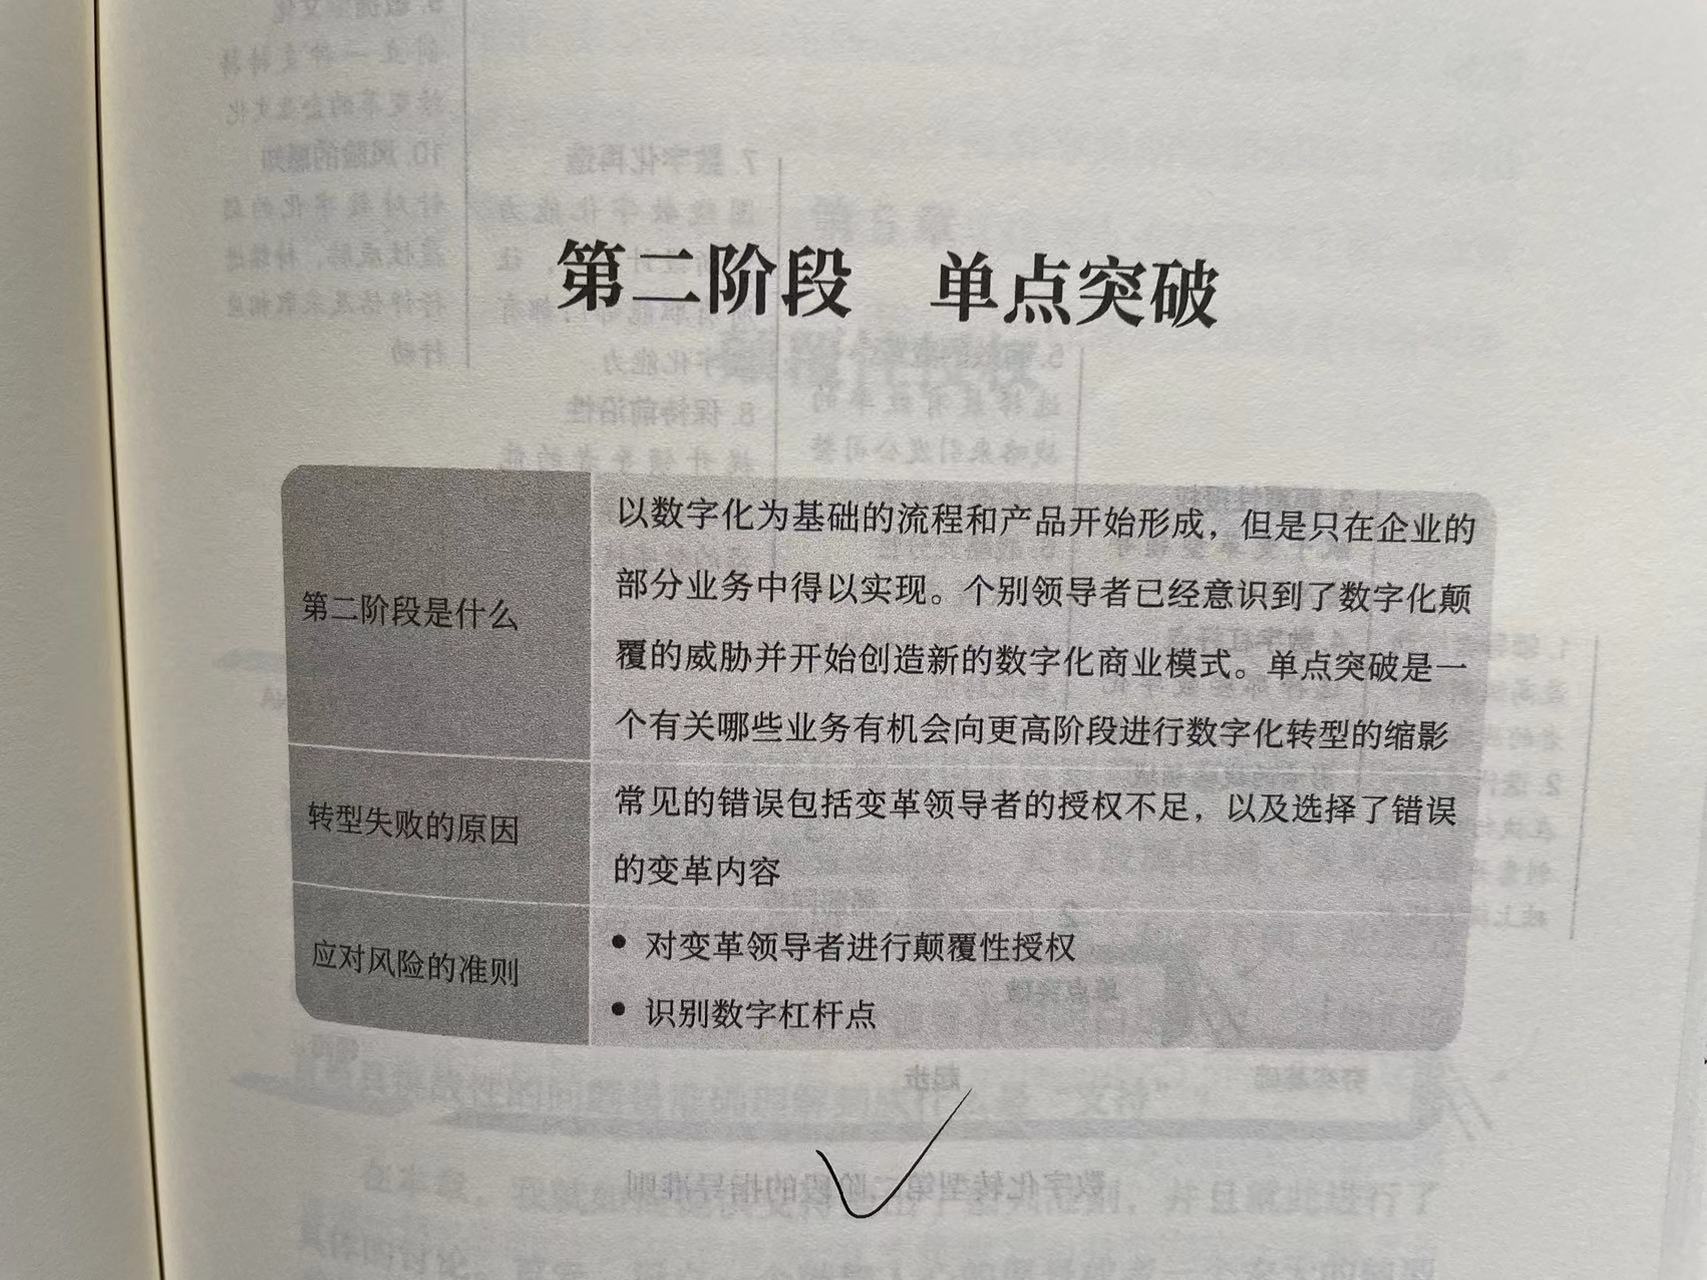 第二阶段　单点突破
第二阶段是什么
以数字化为基础的流程和产品开始形成，但是只在企业的
部分业务中得以实现。个别领导者已经意识到了数字化颠
覆的威胁并开始创造新的数字化商业模式。单点突破是一
个有关哪些业务有机会向更高阶段进行数字化转型的缩影
转型失败的原因
常见的错误包括变革领导者的授权不足，以及选择了错误
的变革内容
应对风险的准则
• 对变革领导者进行颠覆性授权
• 识别数字杠杆点